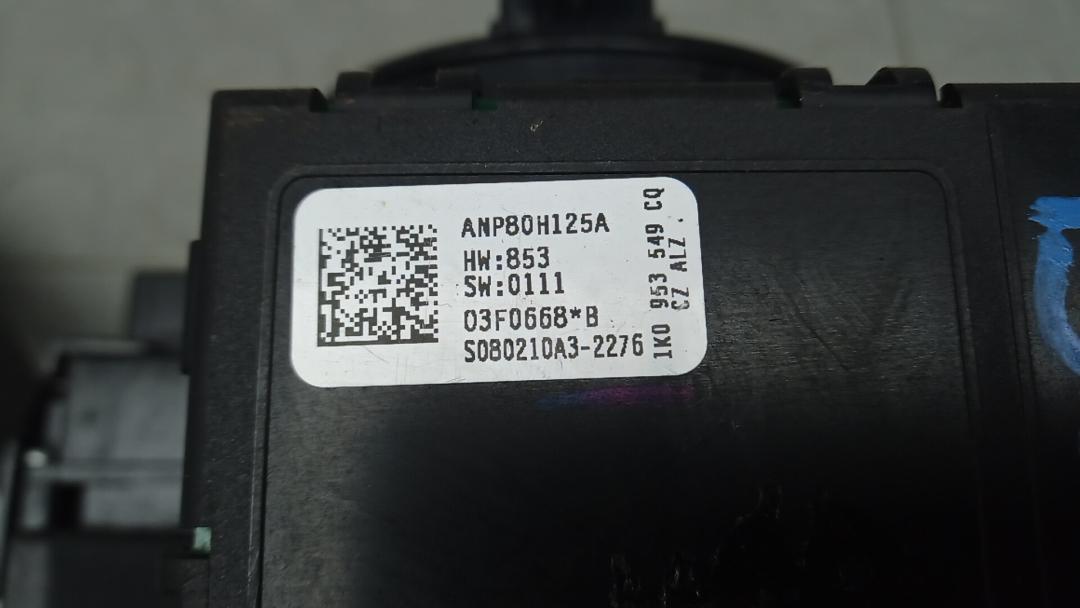 ANP80H125A
HW:853
SW:0111
03F0668*B
S080210A3-2276
1K0 953 549 CQ
CZ ALZ.